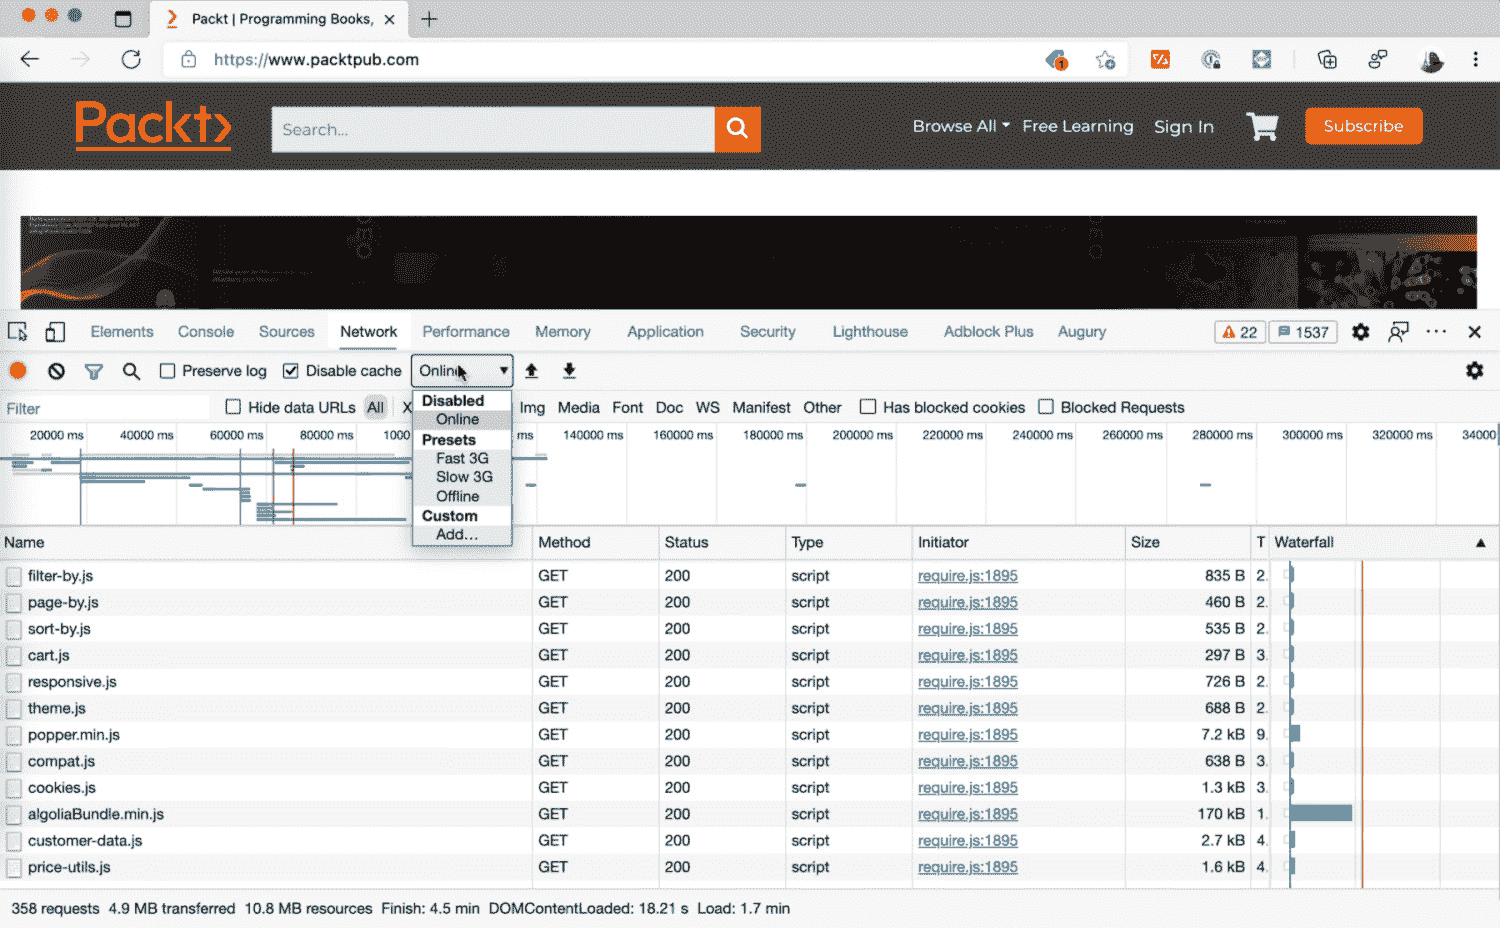 Packt | Programming Books,
https://www.packtpub.com
1
Packt>
Search...
Browse All Free Learning Sign In Subscribe
Elements Console Sources Network Performance Memory Application Security Lighthouse Adblock Plus Augury 22 1537
Preserve log Disable cache Online
Filter Hide data URLs All X Img Media Font Doc WS Manifest Other Has blocked cookies Blocked Requests
Disabled
Online
Presets
Fast 3G
Slow 3G
Offline
Custom
Add...
20000 ms 40000 ms 60000 ms 80000 ms 1000 ms 140000 ms 160000 ms 180000 ms 200000 ms 220000 ms 240000 ms 260000 ms 280000 ms 300000 ms 320000 ms 34000
Name Method Status Type Initiator Size T Waterfall
filter-by.js GET 200 script require.js:1895 835 B 2.
page-by.js GET 200 script require.js:1895 460 B 2.
sort-by.js GET 200 script require.js:1895 535 B 2.
cart.js GET 200 script require.js:1895 297 B 3.
responsive.js GET 200 script require.js:1895 726 B 2.
theme.js GET 200 script require.js:1895 688 B 2.
popper.min.js GET 200 script require.js:1895 7.2 kB 9.
compat.js GET 200 script require.js:1895 638 B 3.
cookies.js GET 200 script require.js:1895 1.3 kB 3.
algoliaBundle.min.js GET 200 script require.js:1895 170 kB 1.
customer-data.js GET 200 script require.js:1895 2.7 kB 4.
price-utils.js GET 200 script require.js:1895 1.6 kB 4.
358 requests 4.9 MB transferred 10.8 MB resources Finish: 4.5 min DOMContentLoaded: 18.21 s Load: 1.7 min